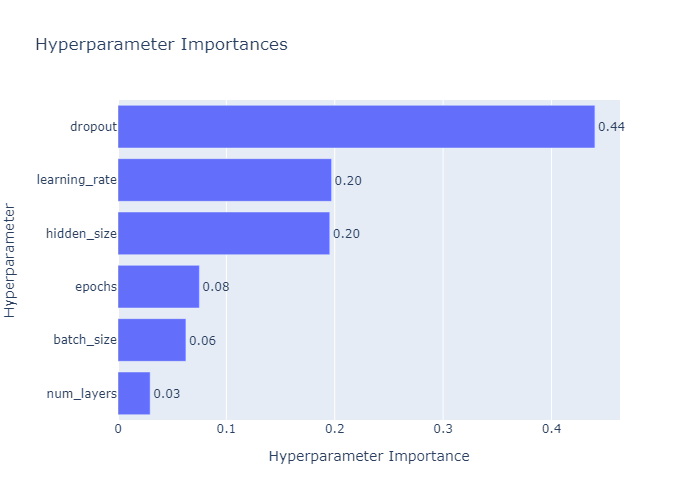 Hyperparameter Importances
Hyperparameter
dropout 0.44
learning_rate 0.20
hidden_size 0.20
epochs 0.08
batch_size 0.06
num_layers 0.03
0 0.1 0.2 0.3 0.4
Hyperparameter Importance